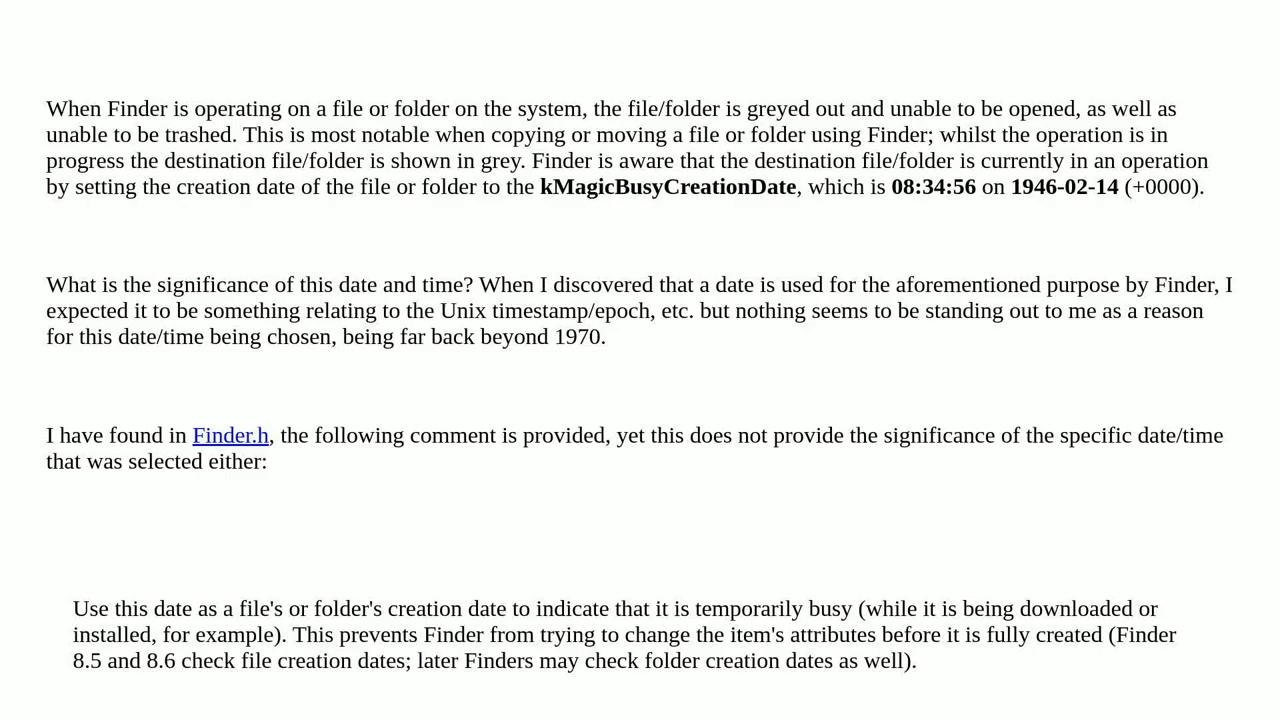 When Finder is operating on a file or folder on the system, the file/folder is greyed out and unable to be opened, as well as
unable to be trashed. This is most notable when copying or moving a file or folder using Finder; whilst the operation is in
progress the destination file/folder is shown in grey. Finder is aware that the destination file/folder is currently in an operation
by setting the creation date of the file or folder to the kMagicBusyCreationDate, which is 08:34:56 on 1946-02-14 (+0000).
What is the significance of this date and time? When I discovered that a date is used for the aforementioned purpose by Finder, I
expected it to be something relating to the Unix timestamp/epoch, etc. but nothing seems to be standing out to me as a reason
for this date/time being chosen, being far back beyond 1970.
I have found in Finder.h, the following comment is provided, yet this does not provide the significance of the specific date/time
that was selected either:
Use this date as a file's or folder's creation date to indicate that it is temporarily busy (while it is being downloaded or
installed, for example). This prevents Finder from trying to change the item's attributes before it is fully created (Finder
8.5 and 8.6 check file creation dates; later Finders may check folder creation dates as well).